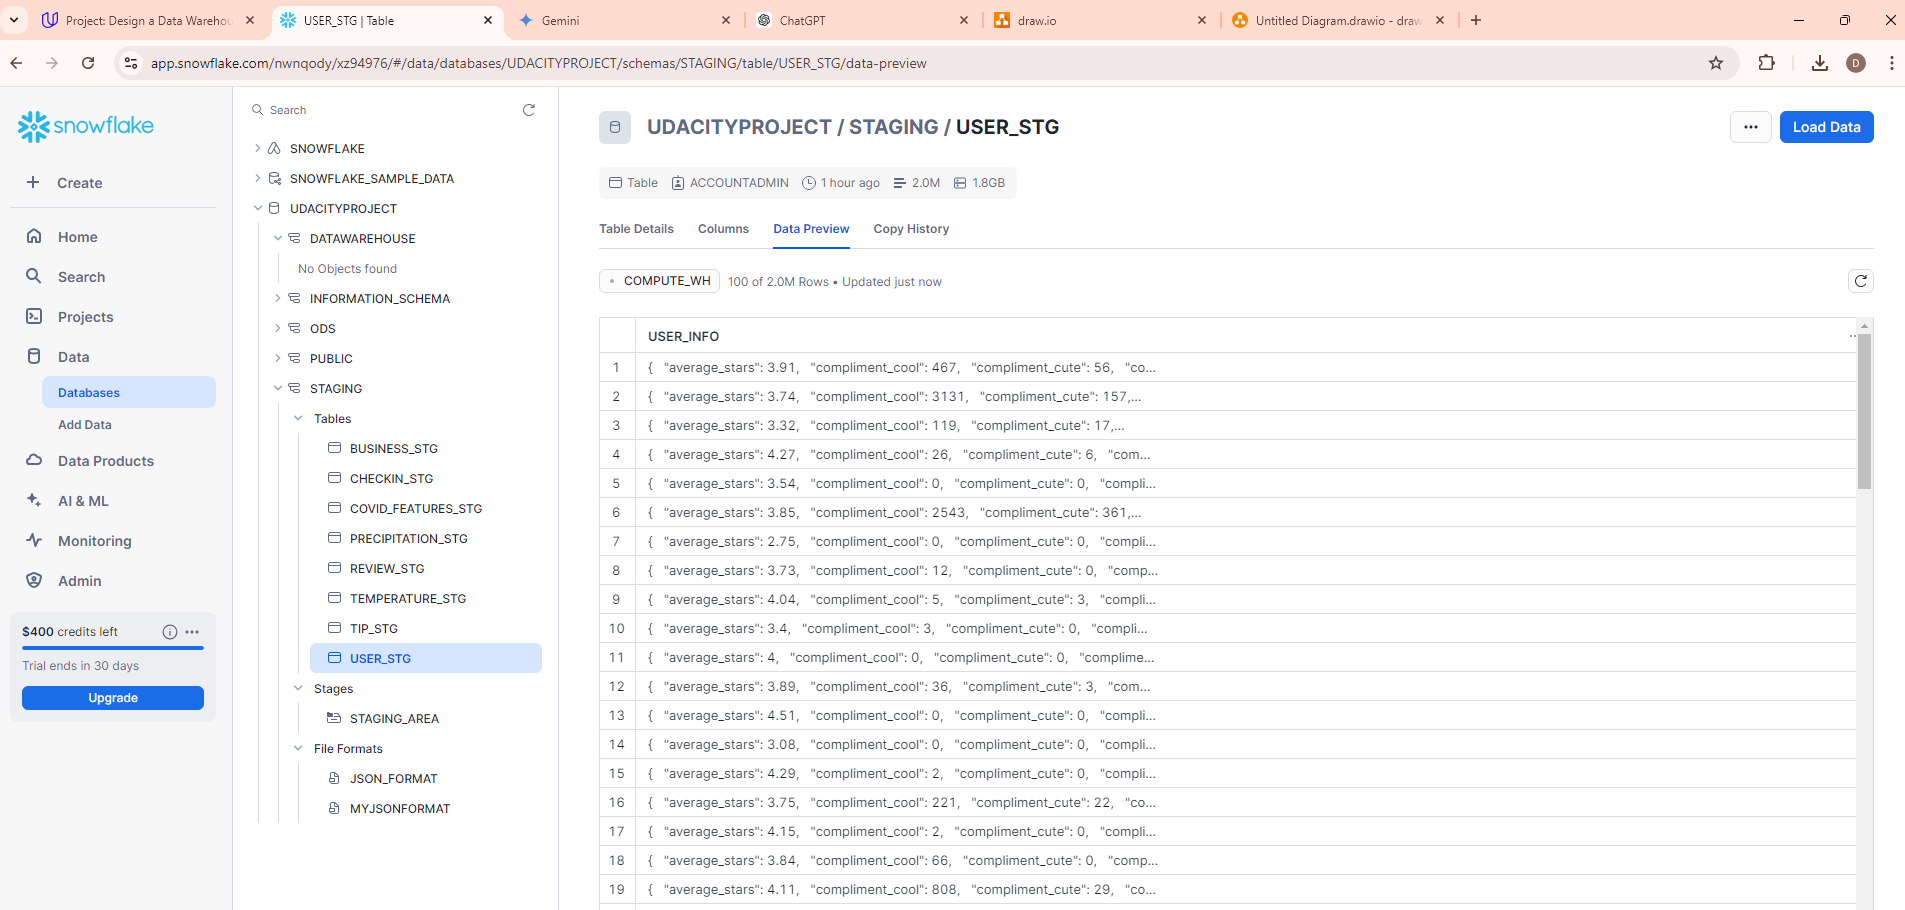 Project: Design a Data Wareho
USER_STG | Table
Gemini
ChatGPT
draw.io
Untitled Diagram.drawio - draw
app.snowflake.com/nwnqody/xz94976/#/data/databases/UDACITYPROJECT/schemas/STAGING/table/USER_STG/data-preview
D
snowflake
Create
Home
Search
Projects
Data
Databases
Add Data
Data Products
AI & ML
Monitoring
Admin
$400 credits left
Trial ends in 30 days
Upgrade
Search
SNOWFLAKE
SNOWFLAKE_SAMPLE_DATA
UDACITYPROJECT
DATAWAREHOUSE
No Objects found
INFORMATION_SCHEMA
ODS
PUBLIC
STAGING
Tables
BUSINESS_STG
CHECKIN_STG
COVID_FEATURES_STG
PRECIPITATION_STG
REVIEW_STG
TEMPERATURE_STG
TIP_STG
USER_STG
Stages
STAGING_AREA
File Formats
JSON_FORMAT
MYJSONFORMAT
UDACITYPROJECT / STAGING / USER_STG
... Load Data
Table ACCOUNTADMIN 1 hour ago 2.0M 1.8GB
Table Details Columns Data Preview Copy History
COMPUTE_WH 100 of 2.0M Rows • Updated just now
USER_INFO
1 { "average_stars": 3.91, "compliment_cool": 467, "compliment_cute": 56, "co...
2 { "average_stars": 3.74, "compliment_cool": 3131, "compliment_cute": 157,...
3 { "average_stars": 3.32, "compliment_cool": 119, "compliment_cute": 17,...
4 { "average_stars": 4.27, "compliment_cool": 26, "compliment_cute": 6, "com...
5 { "average_stars": 3.54, "compliment_cool": 0, "compliment_cute": 0, "compli...
6 { "average_stars": 3.85, "compliment_cool": 2543, "compliment_cute": 361,...
7 { "average_stars": 2.75, "compliment_cool": 0, "compliment_cute": 0, "compli...
8 { "average_stars": 3.73, "compliment_cool": 12, "compliment_cute": 0, "comp...
9 { "average_stars": 4.04, "compliment_cool": 5, "compliment_cute": 3, "compli...
10 { "average_stars": 3.4, "compliment_cool": 3, "compliment_cute": 0, "compli...
11 { "average_stars": 4, "compliment_cool": 0, "compliment_cute": 0, "complime...
12 { "average_stars": 3.89, "compliment_cool": 36, "compliment_cute": 3, "com...
13 { "average_stars": 4.51, "compliment_cool": 0, "compliment_cute": 0, "compli...
14 { "average_stars": 3.08, "compliment_cool": 0, "compliment_cute": 0, "compli...
15 { "average_stars": 4.29, "compliment_cool": 2, "compliment_cute": 0, "compli...
16 { "average_stars": 3.75, "compliment_cool": 221, "compliment_cute": 22, "co...
17 { "average_stars": 4.15, "compliment_cool": 2, "compliment_cute": 0, "compli...
18 { "average_stars": 3.84, "compliment_cool": 66, "compliment_cute": 0, "comp...
19 { "average_stars": 4.11, "compliment_cool": 808, "compliment_cute": 29, "co...